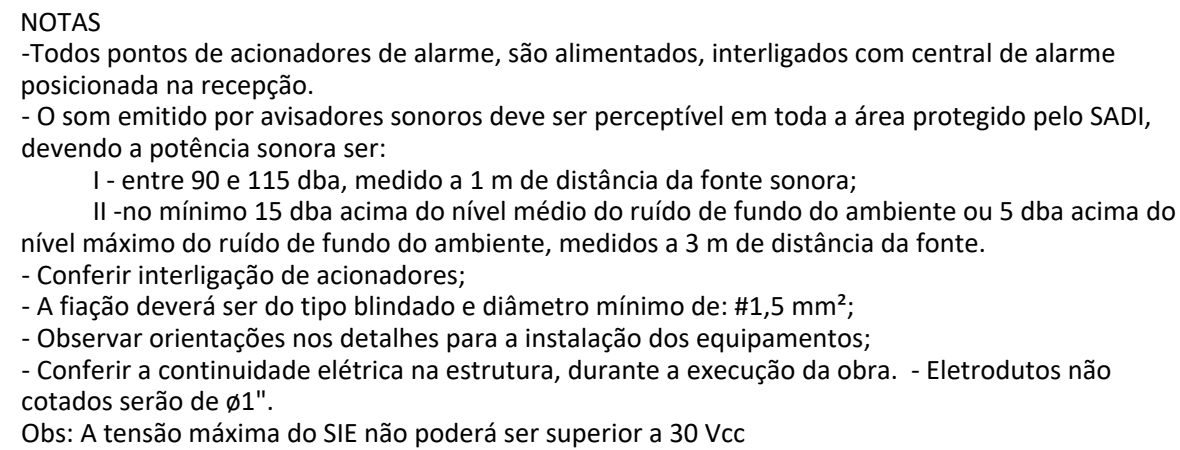 NOTAS
-Todos pontos de acionadores de alarme, são alimentados, interligados com central de alarme
posicionada na recepção.
- O som emitido por avisadores sonoros deve ser perceptível em toda a área protegido pelo SADI,
devendo a potência sonora ser:
I - entre 90 e 115 dba, medido a 1 m de distância da fonte sonora;
II -no mínimo 15 dba acima do nível médio do ruído de fundo do ambiente ou 5 dba acima do
nível máximo do ruído de fundo do ambiente, medidos a 3 m de distância da fonte.
- Conferir interligação de acionadores;
- A fiação deverá ser do tipo blindado e diâmetro mínimo de: #1,5 mm²;
- Observar orientações nos detalhes para a instalação dos equipamentos;
- Conferir a continuidade elétrica na estrutura, durante a execução da obra.  - Eletrodutos não
cotados serão de ø1".
Obs: A tensão máxima do SIE não poderá ser superior a 30 Vcc